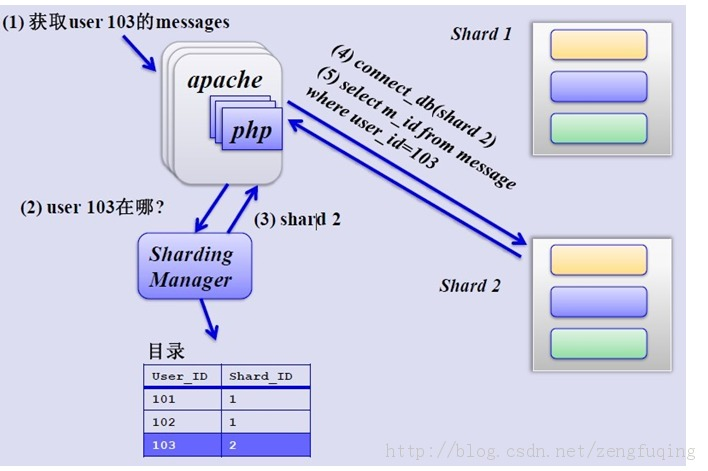 (1) 获取user 103的messages
apache
php
(4) connect_db(shard 2)
(5) select m_id from message
where user_id=103
Shard 1
(2) user 103在哪?
(3) shard 2
Sharding
Manager
Shard 2
目录
User_ID Shard_ID
101 1
102 1
103 2
http://blog.csdn.net/zengfuqing